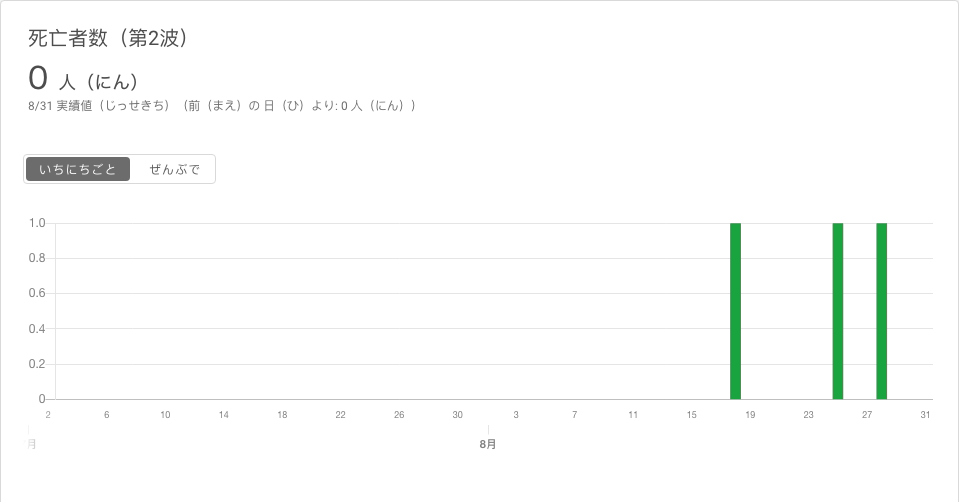 死亡者数（第2波）
0 人（にん）
8/31 実績値（じっせきち）（前（まえ）の 日（ひ）より: 0 人（にん））
いちにちごと ぜんぶで
1.0
0.8
0.6
0.4
0.2
0
2 6 10 14 18 22 26 30 3 7 11 15 19 23 27 31
月 8月